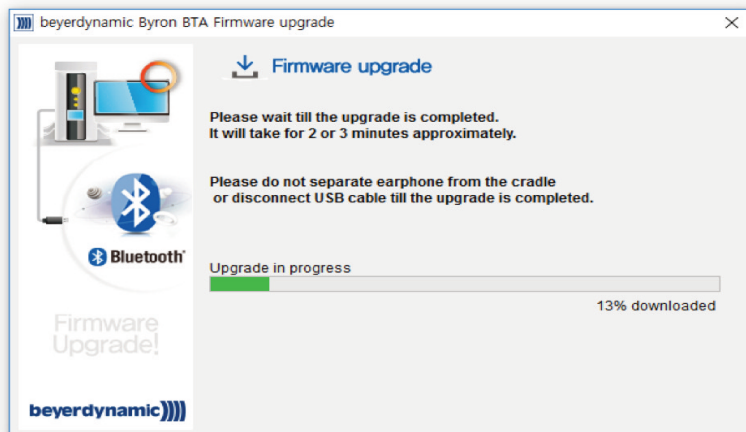 beyerdynamic Byron BTA Firmware upgrade
Firmware upgrade
Please wait till the upgrade is completed.
It will take for 2 or 3 minutes approximately.
Please do not separate earphone from the cradle
or disconnect USB cable till the upgrade is completed.
Bluetooth
Upgrade in progress
13% downloaded
Firmware
Upgrade!
beyerdynamic